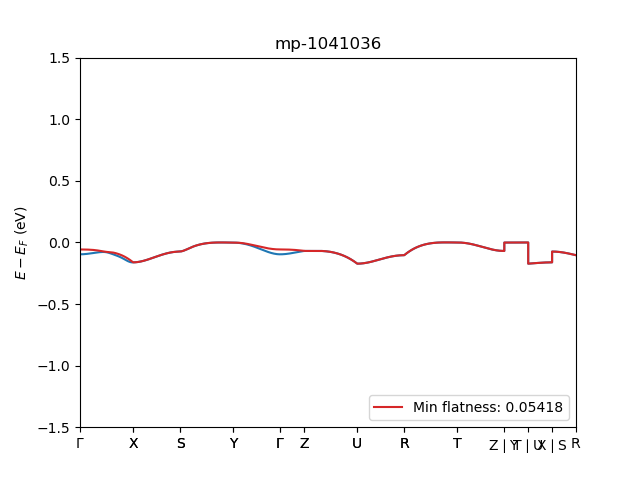 mp-1041036
E − E_F (eV)
1.5
1.0
0.5
0.0
−0.5
−1.0
−1.5
Min flatness: 0.05418
Γ X S Y Γ Z U R T Z | Y T | U X | S R